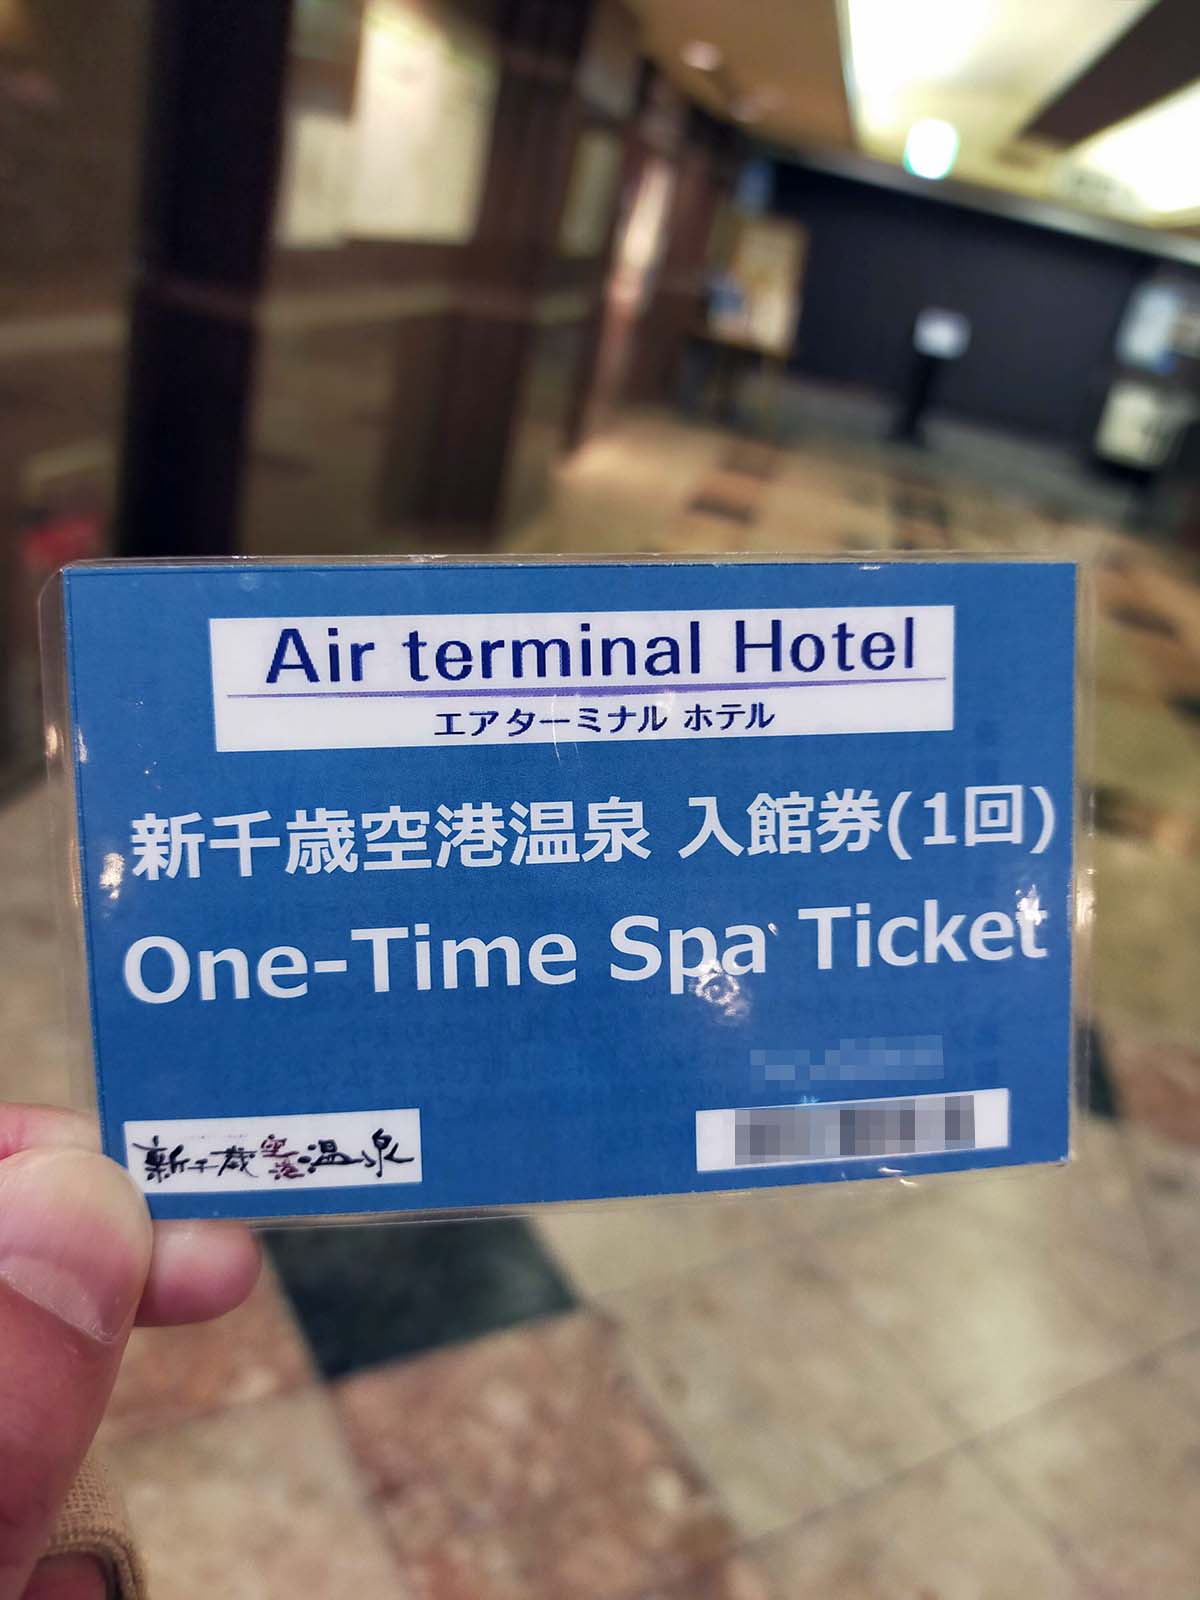 Air terminal Hotel
エアターミナル ホテル
新千歳空港温泉 入館券(1回)
One-Time Spa Ticket
新千歳空港温泉